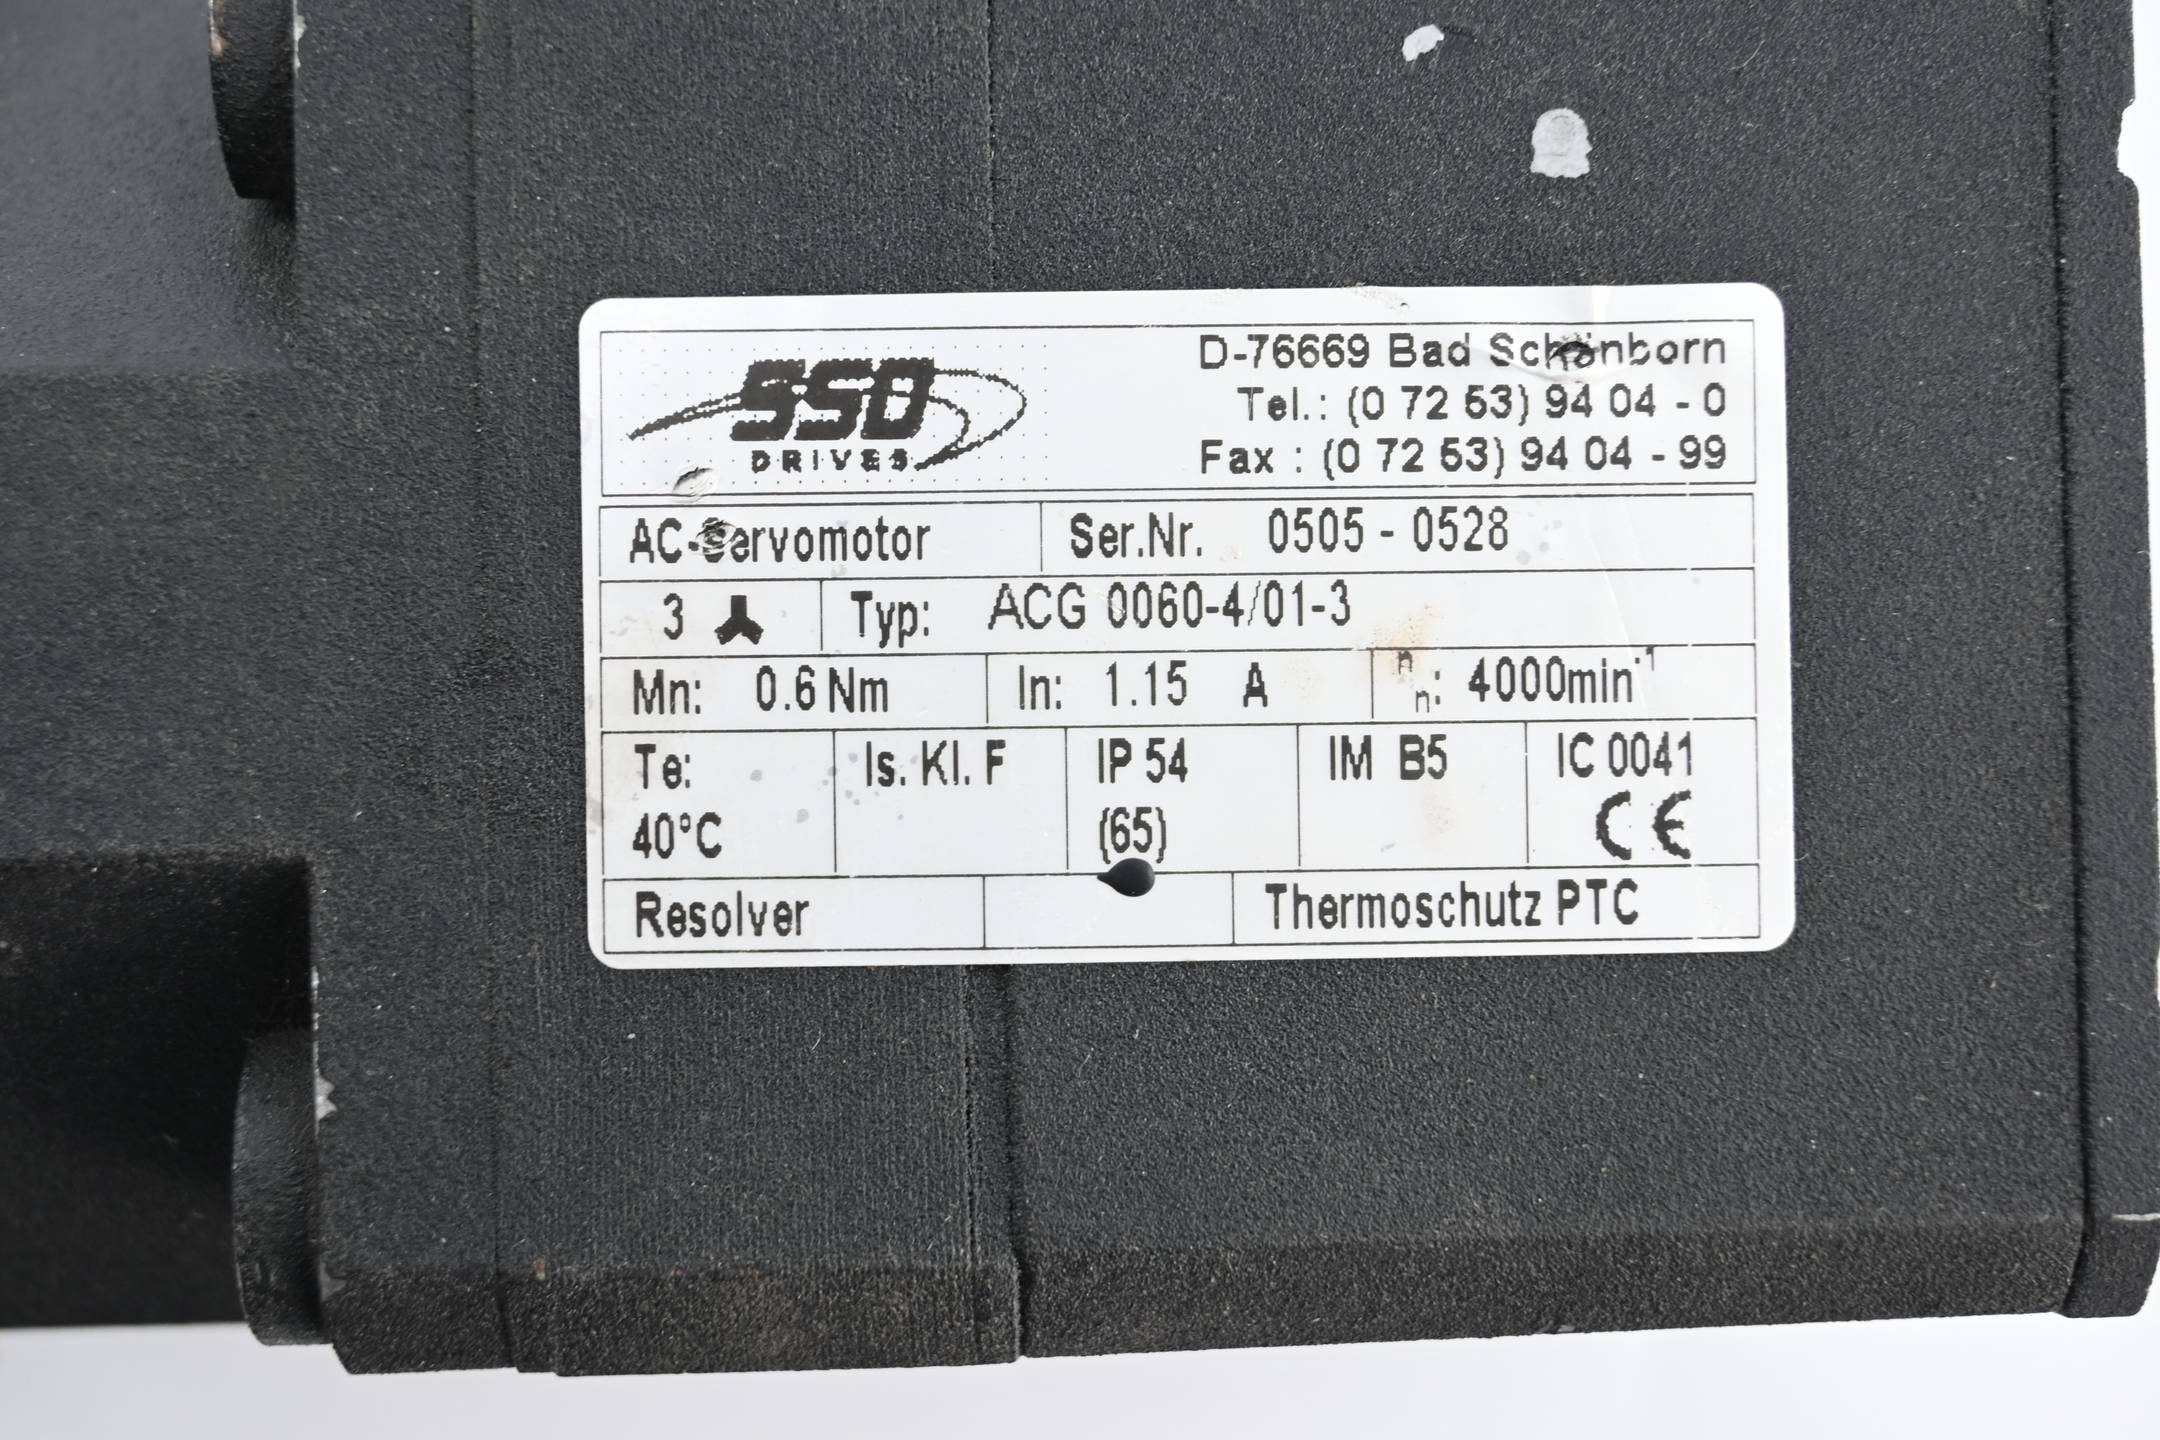 SSD
DRIVES
D-76669 Bad Schönborn
Tel.: (0 72 53) 94 04 - 0
Fax : (0 72 53) 94 04 - 99
AC-Servomotor
Ser.Nr. 0505 - 0528
3
Typ: ACG 0060-4/01-3
Mn: 0.6 Nm
In: 1.15 A
n n: 4000min-1
Te:
40°C
Is. Kl. F
IP 54
(65)
IM B5
IC 0041
CE
Resolver
Thermoschutz PTC